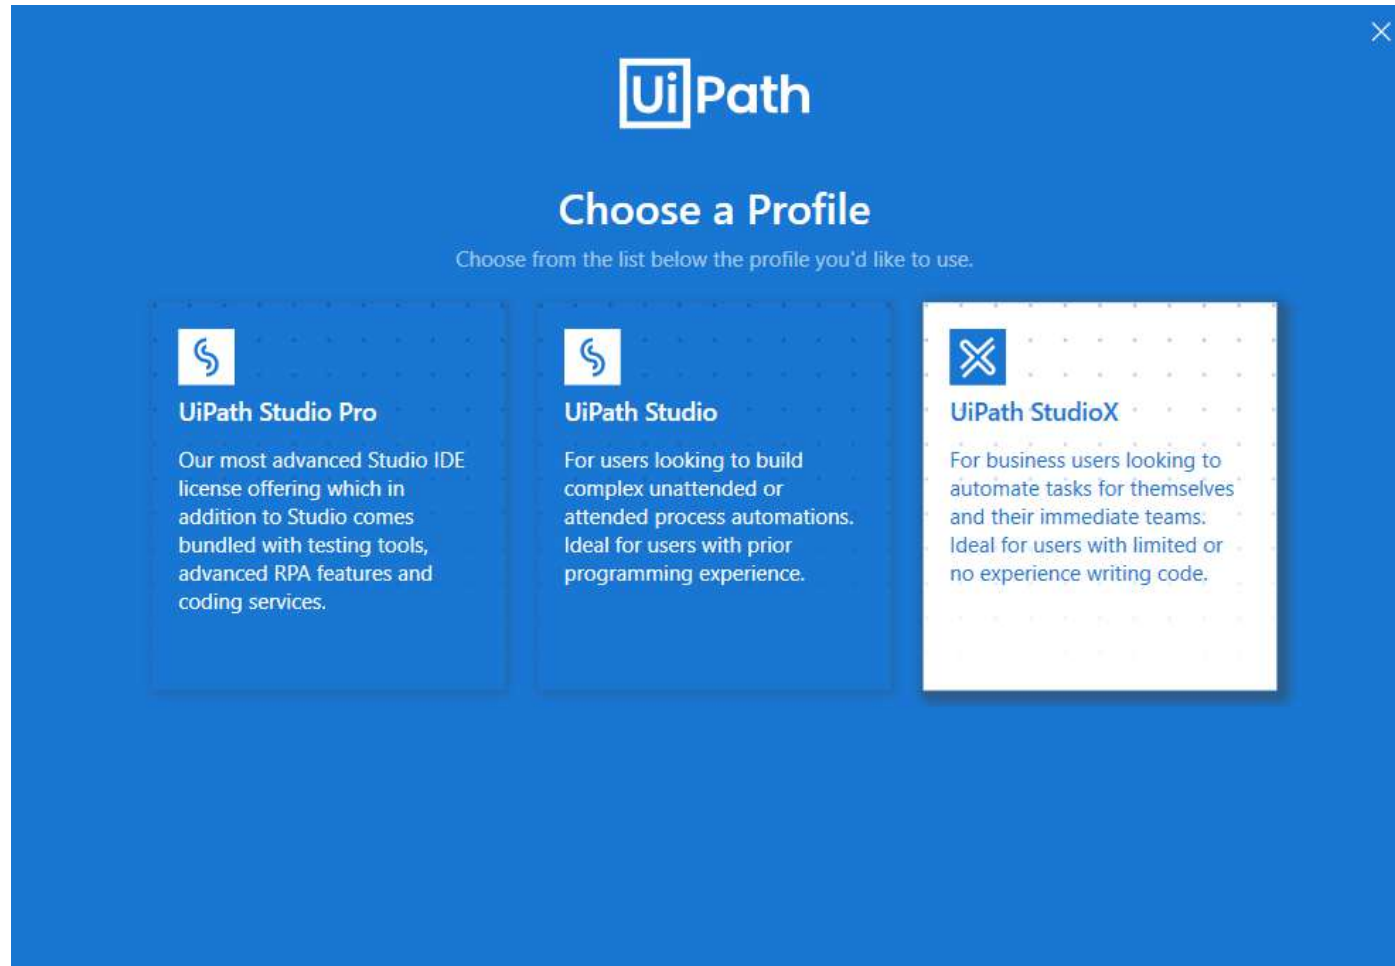 UiPath
Choose a Profile
Choose from the list below the profile you'd like to use.
UiPath Studio Pro
Our most advanced Studio IDE
license offering which in
addition to Studio comes
bundled with testing tools,
advanced RPA features and
coding services.
UiPath Studio
For users looking to build
complex unattended or
attended process automations.
Ideal for users with prior
programming experience.
UiPath StudioX
For business users looking to
automate tasks for themselves
and their immediate teams.
Ideal for users with limited or
no experience writing code.